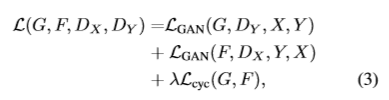 ℒ(G, F, D_X, D_Y) = ℒ_GAN(G, D_Y, X, Y)
+ ℒ_GAN(F, D_X, Y, X)
+ λℒ_cyc(G, F), (3)